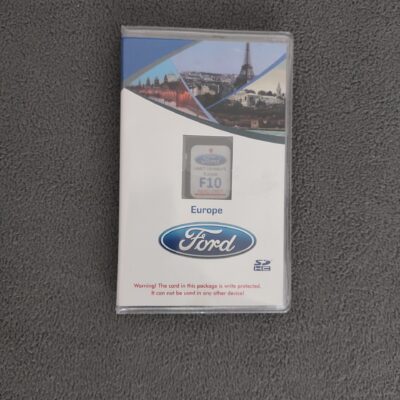 Ford
F10
Europe
Ford
SD
HC
Warning! The card in this package is write protected.
It can not be used in any other device!